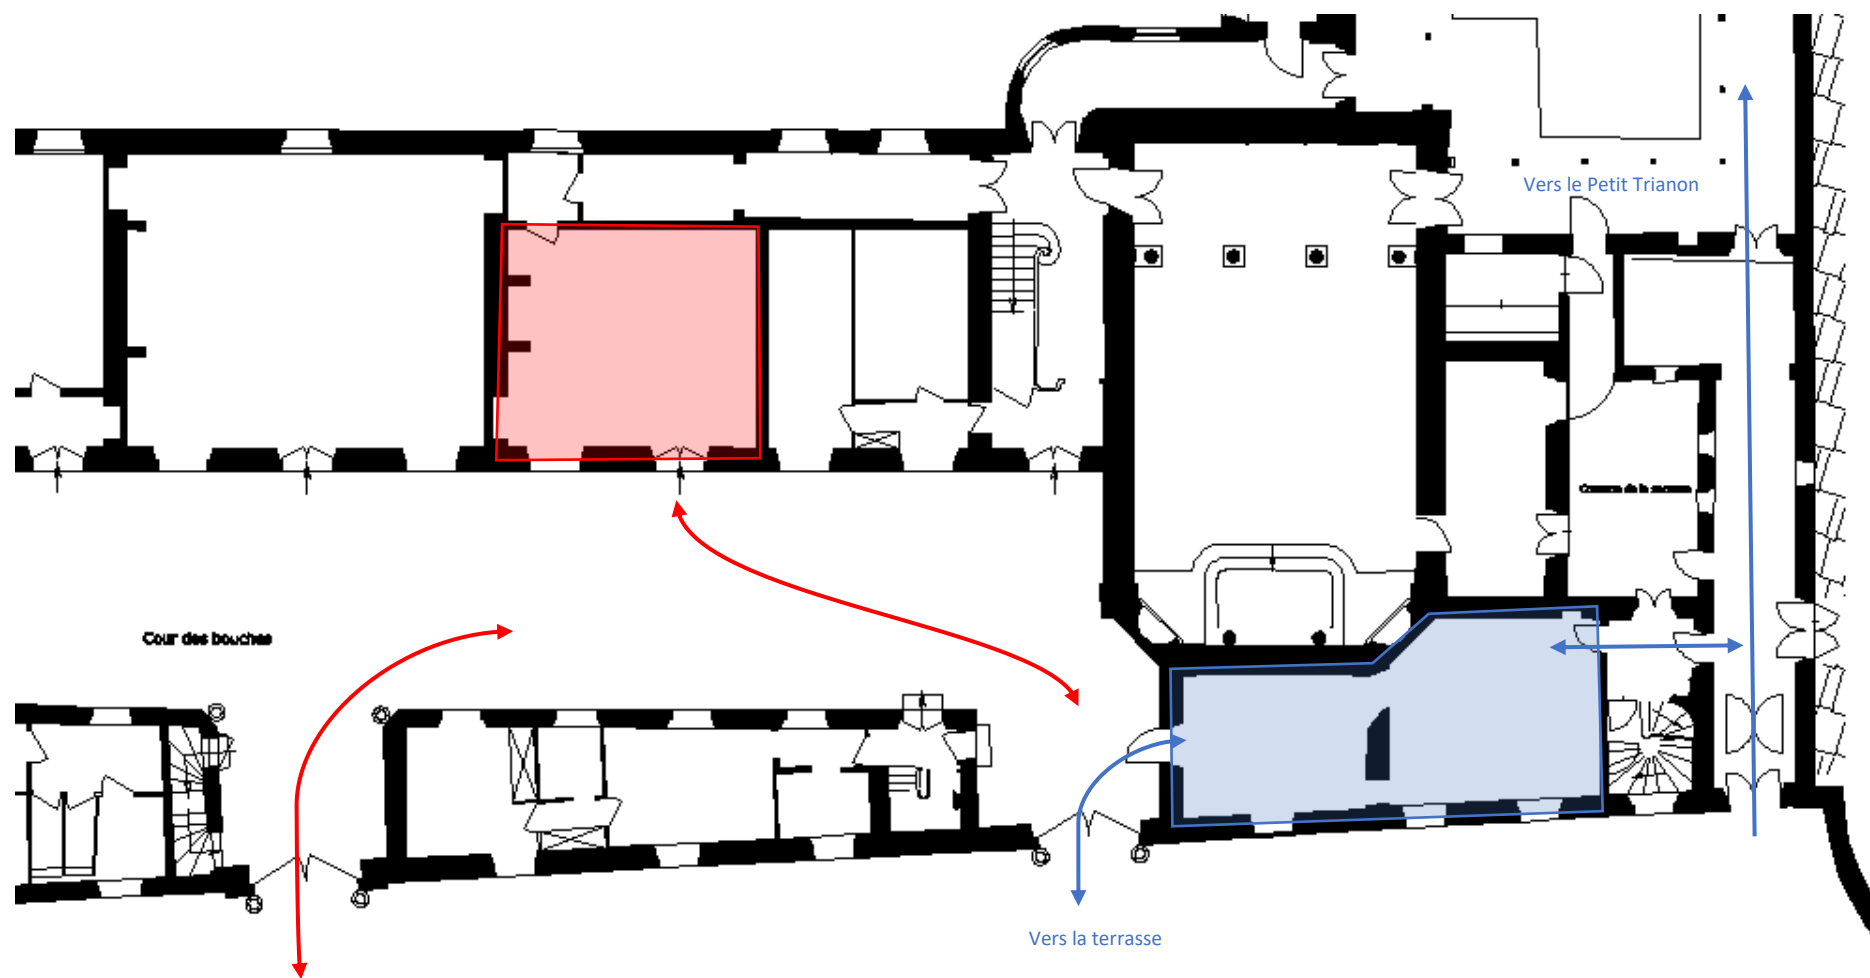 Vers le Petit Trianon
Cour des bouches
Vers la terrasse